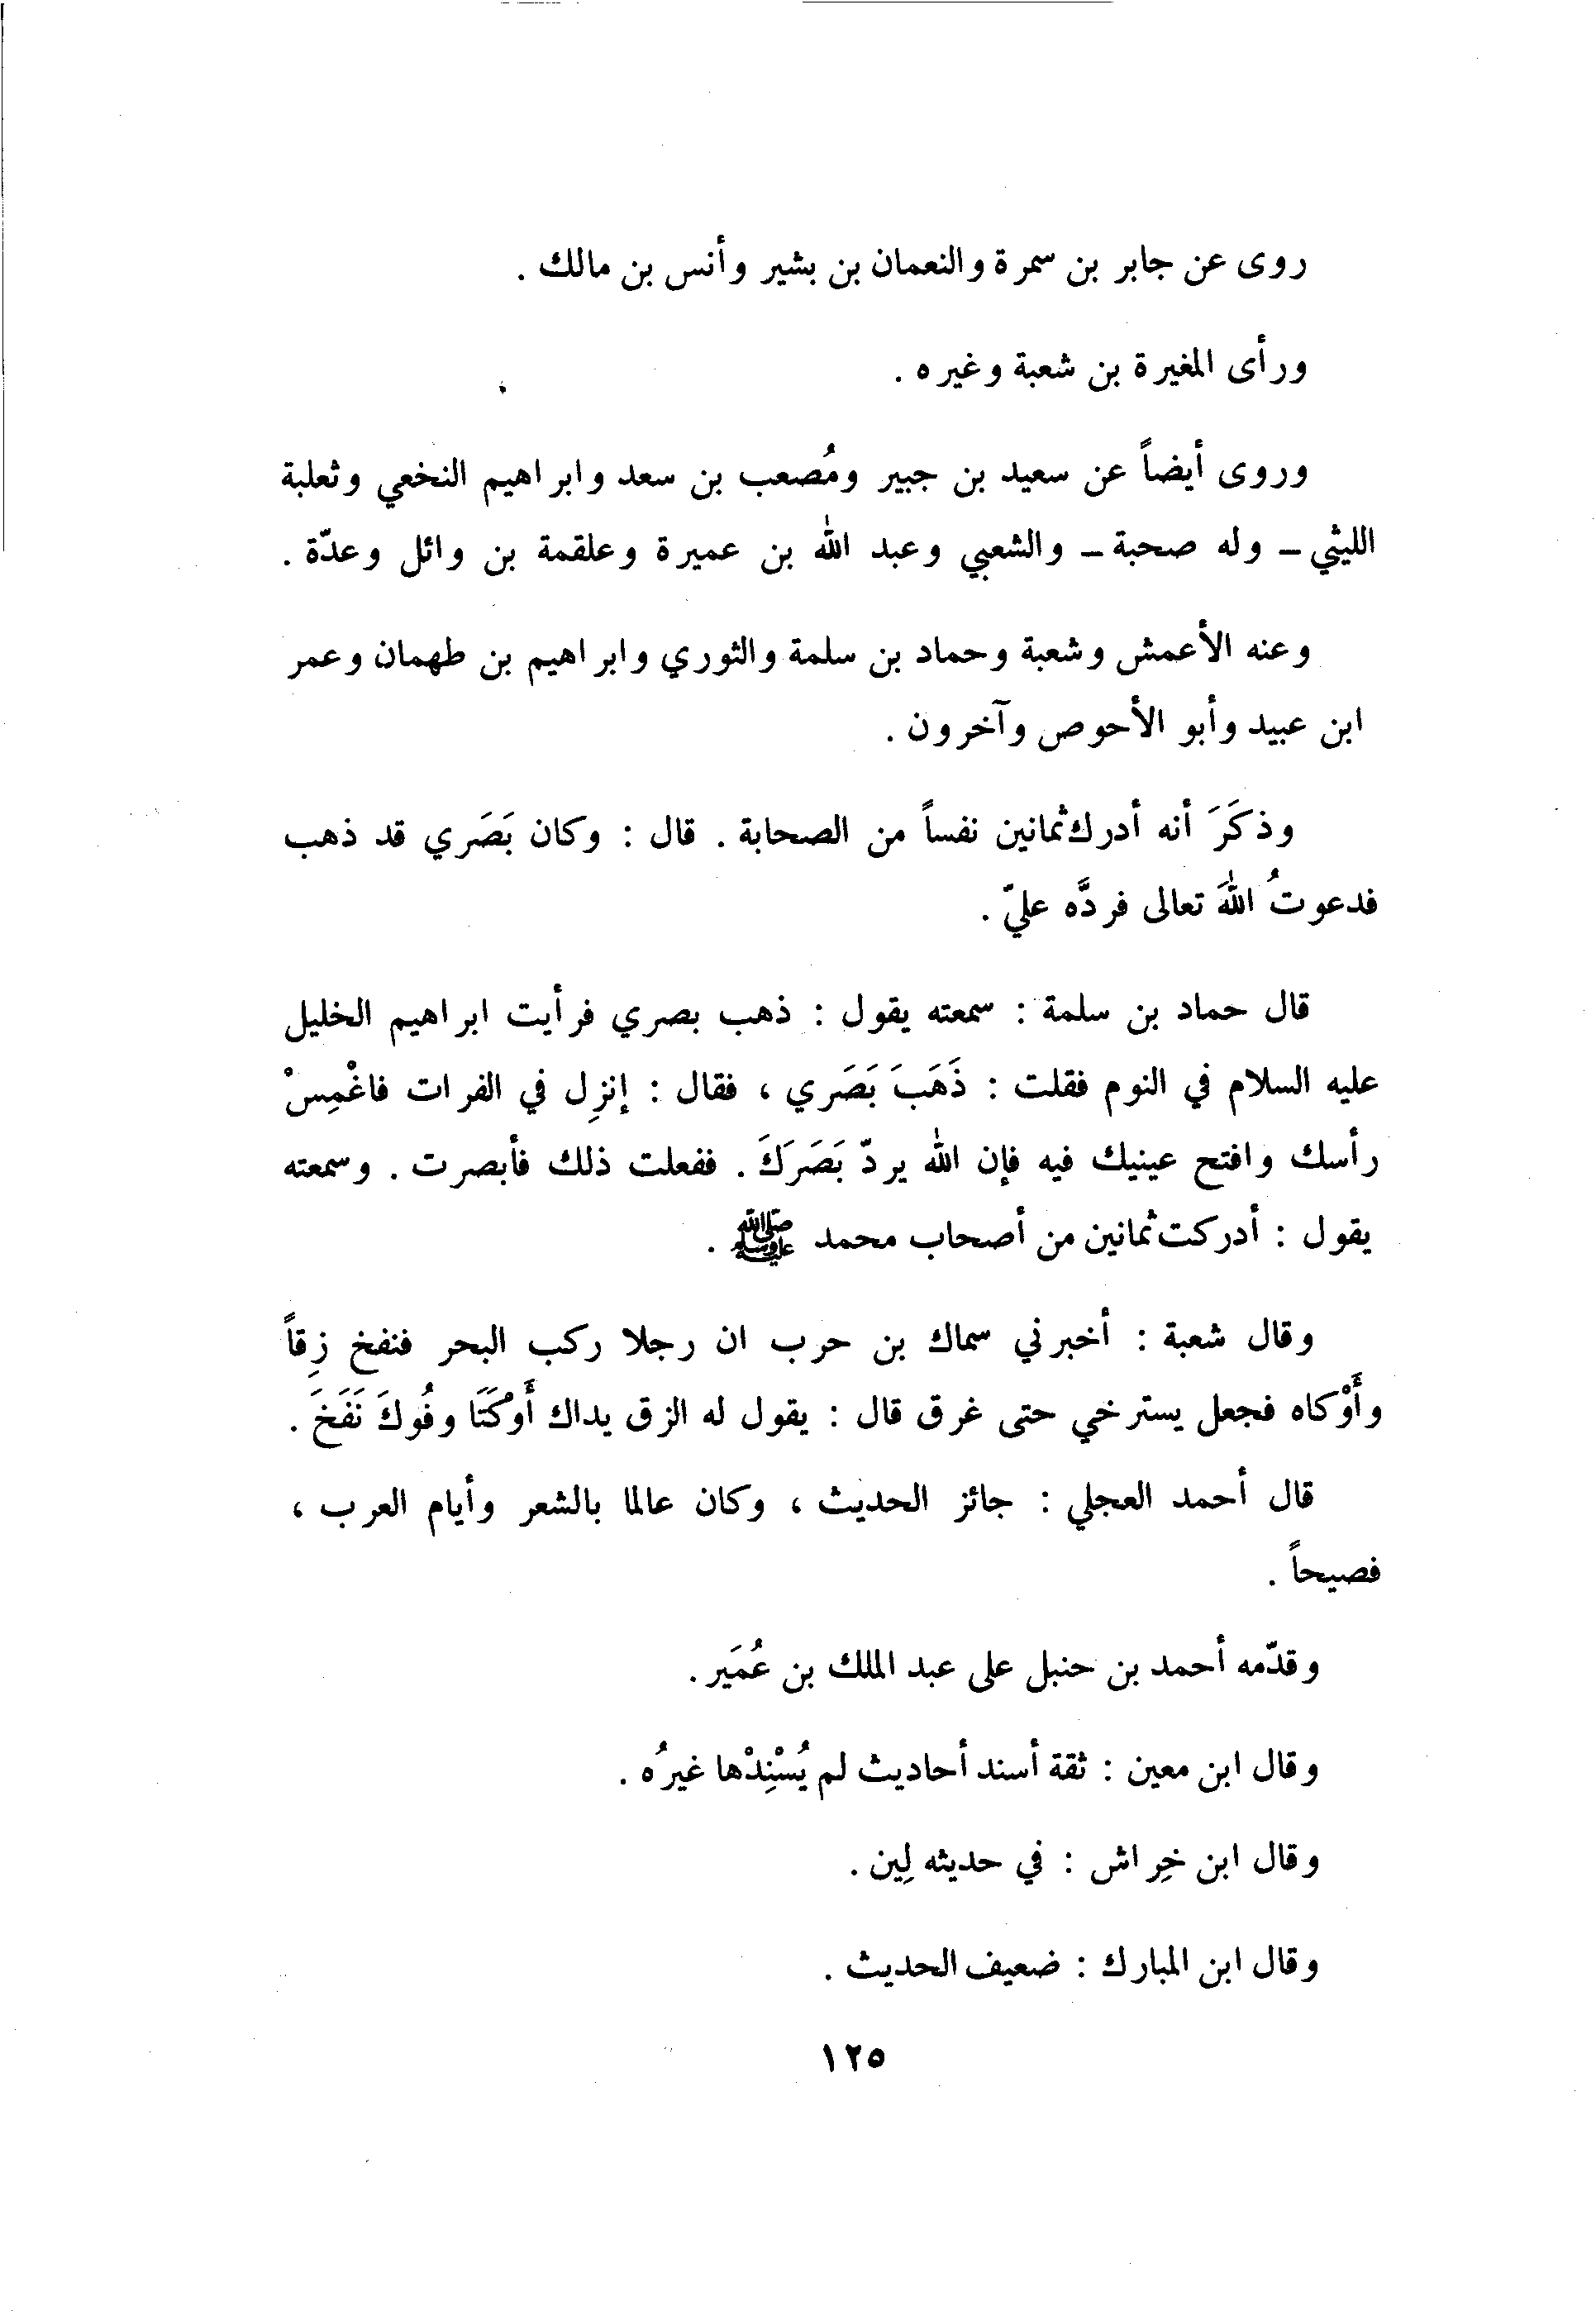 روى عن جابر بن سمرة والنعمان بن بشير وأنس بن مالك .
ورأى المغيرة بن شعبة وغيره .
وروى أيضاً عن سعيد بن جبير ومُصعب بن سعد وابراهيم النخعي وثعلبة
الليثي ــ وله صحبة ــ والشعبي وعبد الله بن عميرة وعلقمة بن وائل وعدّة .
وعنه الأعمش وشعبة وحماد بن سلمة والثوري وابراهيم بن طهمان وعمر
ابن عبيد وأبو الأحوص وآخرون .
وذكَرَ أنه أدرك ثمانين نفساً من الصحابة . قال : وكان بَصَري قد ذهب
فدعوتُ اللهَ تعالى فردَّه عليّ .
قال حماد بن سلمة : سمعته يقول : ذهب بصري فرأيت ابراهيم الخليل
عليه السلام في النوم فقلت : ذَهَبَ بَصَري ، فقال : إنزِل في الفرات فاغْمِسْ
رأسك وافتح عينيك فيه فإن الله يردّ بَصَرَكَ . ففعلت ذلك فأبصرت . وسمعته
يقول : أدركت ثمانين من أصحاب محمد ﷺ .
وقال شعبة : أخبرني سماك بن حرب ان رجلا ركب البحر فنفخ زِقاً
وأَوْكاه فجعل يسترخي حتى غرق قال : يقول له الزق يداك أَوْكَتَا وفُوكَ نَفَخَ .
قال أحمد العجلي : جائز الحديث ، وكان عالما بالشعر وأيام العرب ،
فصيحاً .
وقدّمه أحمد بن حنبل على عبد الملك بن عُمَير .
وقال ابن معين : ثقة أسند أحاديث لم يُسْنِدْها غيرُه .
وقال ابن خِراش : في حديثه لِين .
وقال ابن المبارك : ضعيف الحديث .
١٢٥